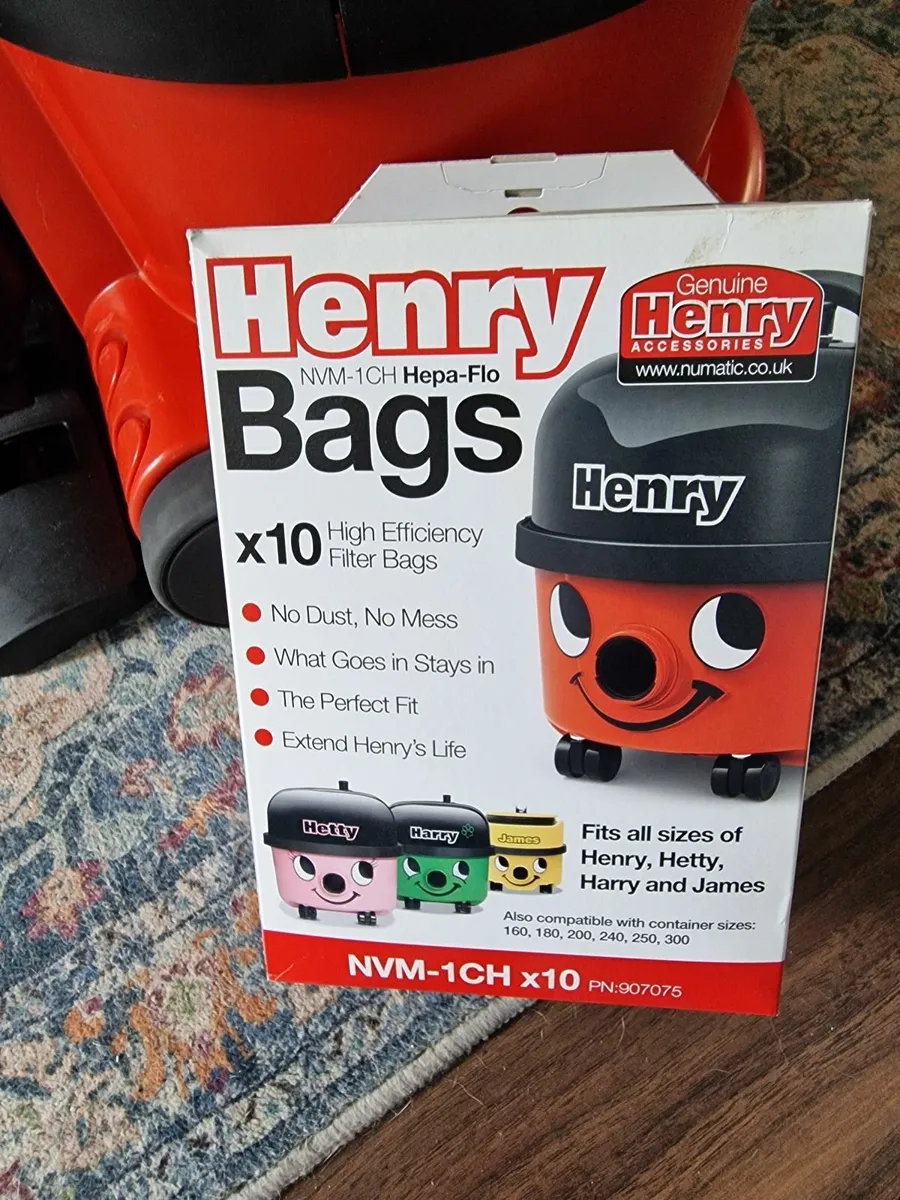 Henry
NVM-1CH Hepa-Flo
Bags
x10 High Efficiency
Filter Bags
No Dust, No Mess
What Goes in Stays in
The Perfect Fit
Extend Henry's Life
Genuine
Henry
ACCESSORIES
www.numatic.co.uk
Henry
Hetty
Harry
James
Fits all sizes of
Henry, Hetty,
Harry and James
Also compatible with container sizes:
160, 180, 200, 240, 250, 300
NVM-1CH x10 PN:907075